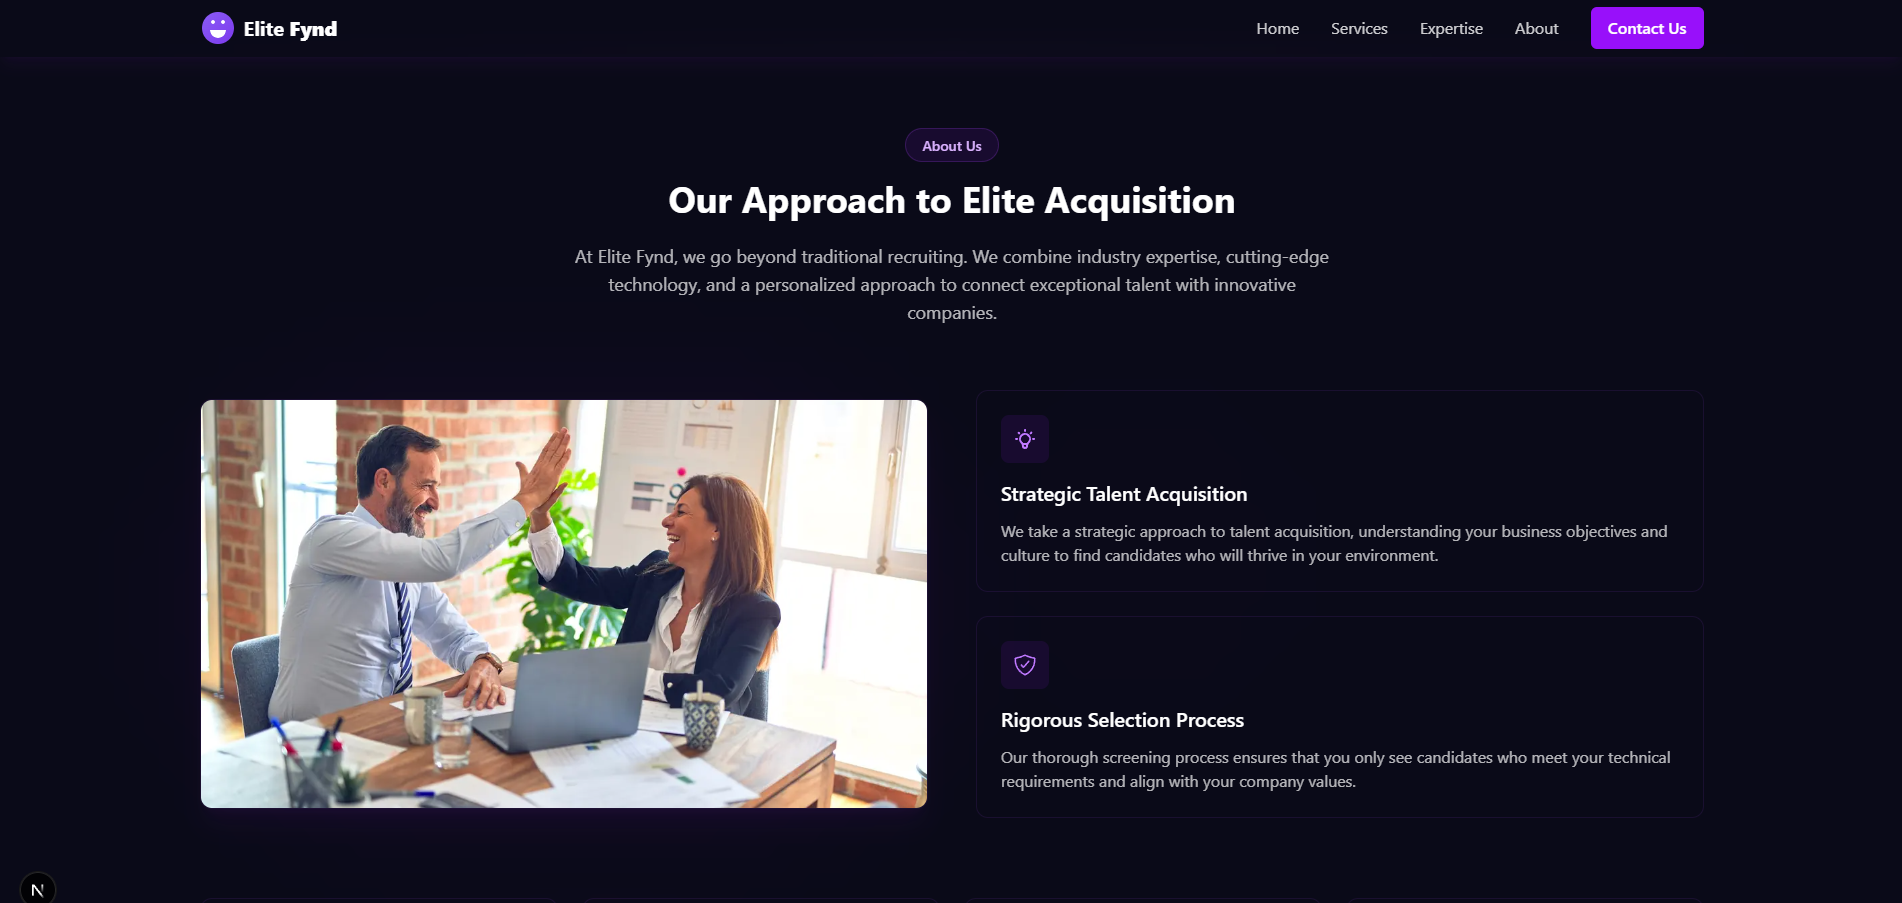 Elite Fynd
Home
Services
Expertise
About
Contact Us
About Us
Our Approach to Elite Acquisition
At Elite Fynd, we go beyond traditional recruiting. We combine industry expertise, cutting-edge
technology, and a personalized approach to connect exceptional talent with innovative
companies.
Strategic Talent Acquisition
We take a strategic approach to talent acquisition, understanding your business objectives and
culture to find candidates who will thrive in your environment.
Rigorous Selection Process
Our thorough screening process ensures that you only see candidates who meet your technical
requirements and align with your company values.
N